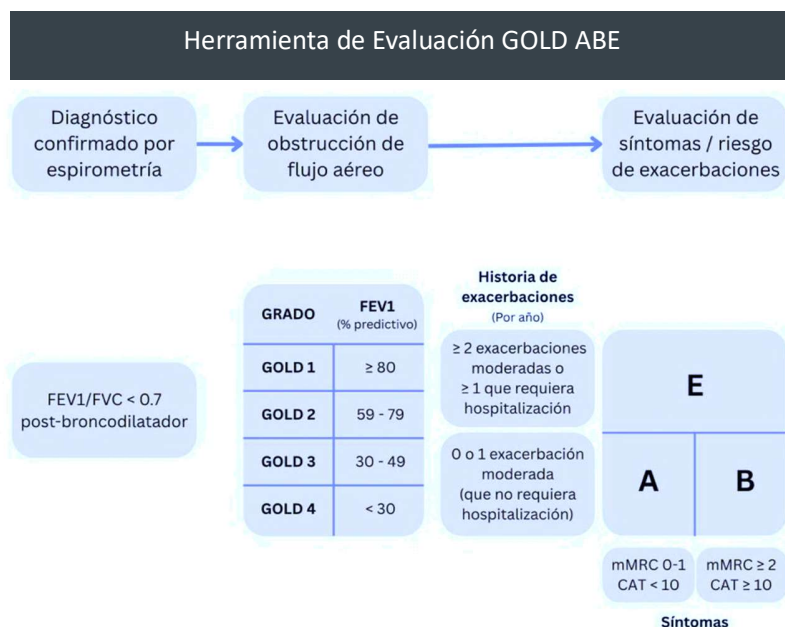 Herramienta de Evaluación GOLD ABE
Diagnóstico
confirmado por
espirometría
Evaluación de
obstrucción de
flujo aéreo
Evaluación de
síntomas / riesgo
de exacerbaciones
FEV1/FVC < 0.7
post-broncodilatador
GRADO
FEV1
(% predictivo)
GOLD 1
≥ 80
GOLD 2
59 - 79
GOLD 3
30 - 49
GOLD 4
< 30
Historia de
exacerbaciones
(Por año)
≥ 2 exacerbaciones
moderadas o
≥ 1 que requiera
hospitalización
0 o 1 exacerbación
moderada
(que no requiera
hospitalización)
E
A
B
mMRC 0-1
CAT < 10
mMRC ≥ 2
CAT ≥ 10
Síntomas